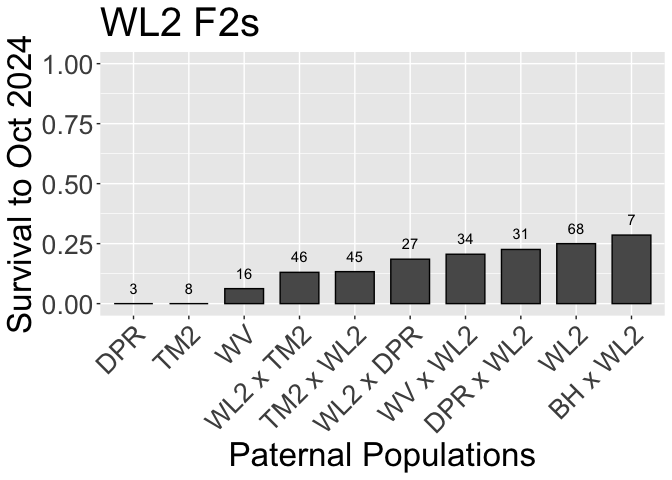 WL2 F2s
Survival to Oct 2024
1.00
0.75
0.50
0.25
0.00
3
8
16
46
45
27
34
31
68
7
DPR
TM2
WV
WL2 x TM2
TM2 x WL2
WL2 x DPR
WV x WL2
DPR x WL2
WL2
BH x WL2
Paternal Populations